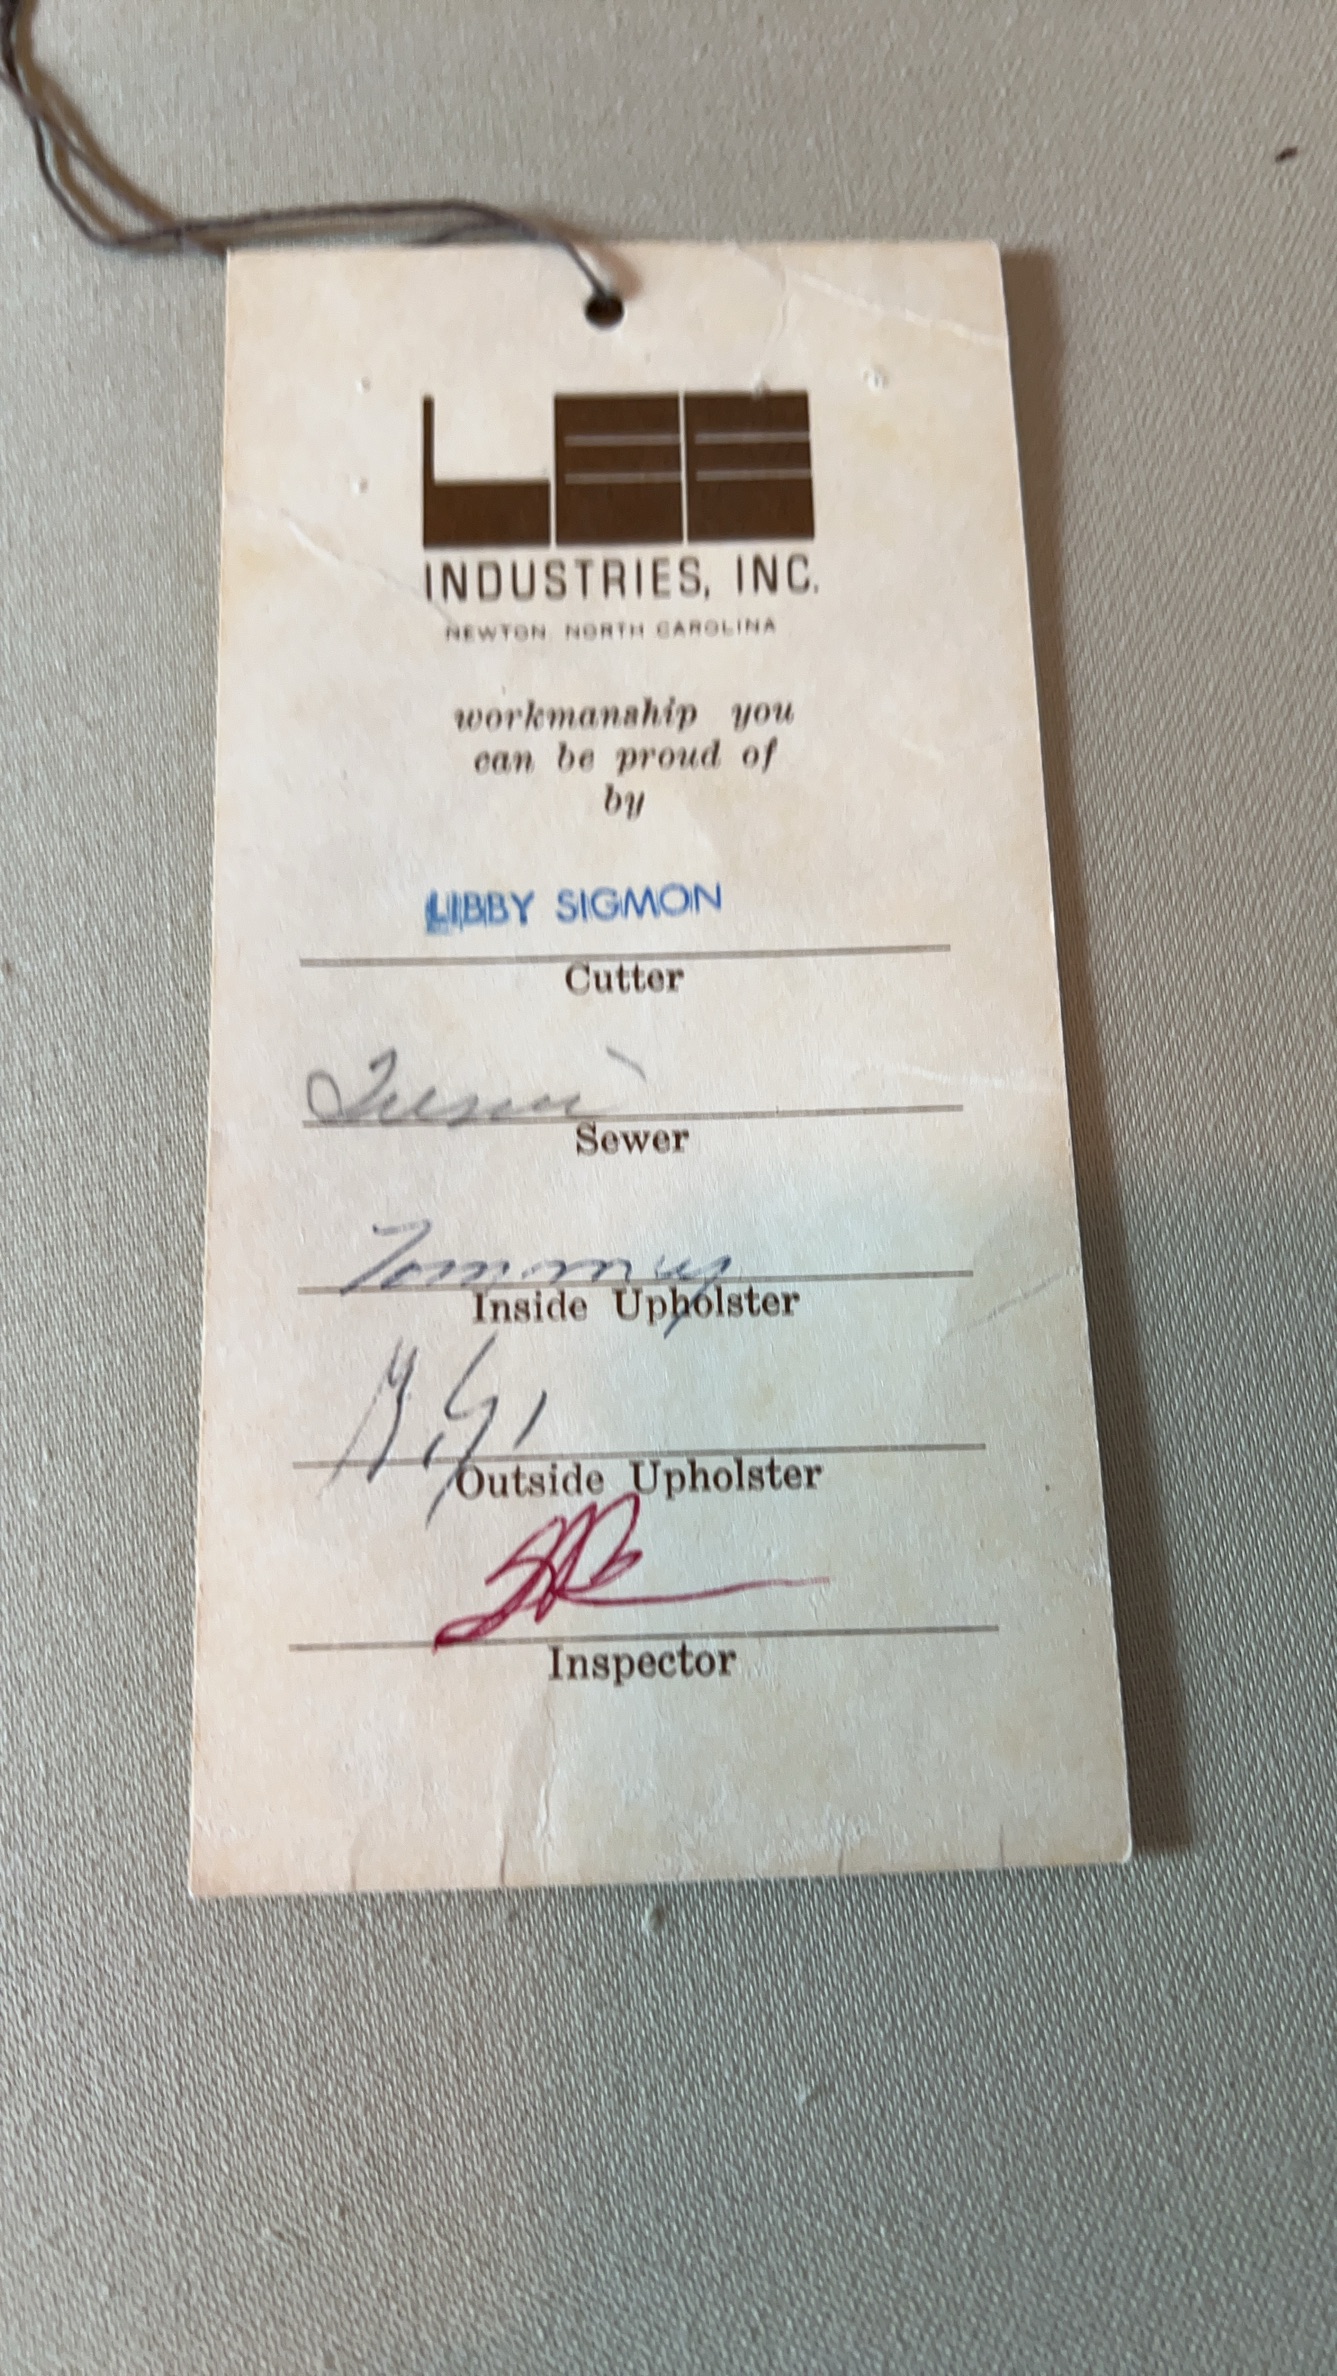 LEE
INDUSTRIES, INC.
NEWTON, NORTH CAROLINA
workmanship you
can be proud of
by
LIBBY SIGMON
Cutter
Sewer
Tommy
Inside Upholster
Outside Upholster
Inspector